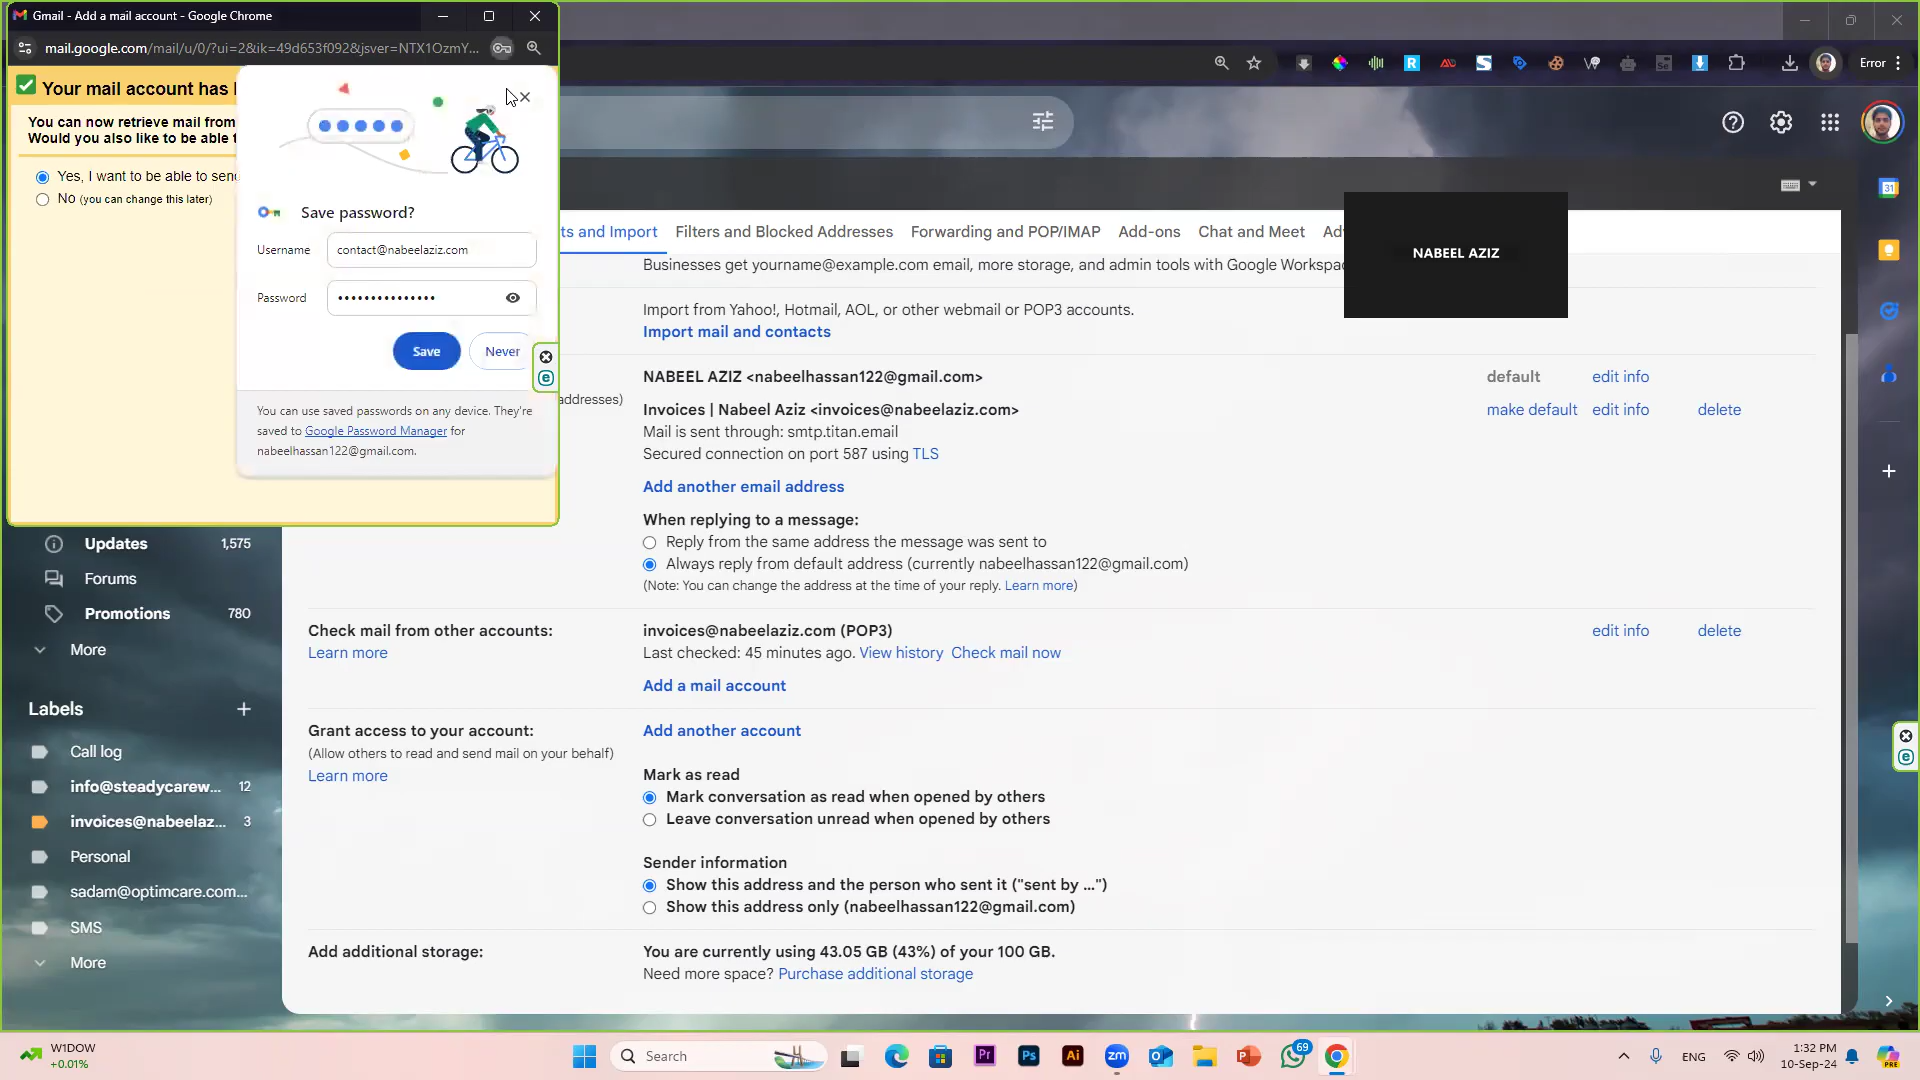 Gmail - Add a mail account - Google Chrome
mail.google.com/mail/u/0/?ui=2&ik=49d653f092&jsver=NTX1OzmY...
Error
Your mail account has
You can now retrieve mail from
Would you also like to be able
Yes, I want to be able to send
No (you can change this later)
Save password?
Username
contact@nabeelaziz.com
Password
•••••••••••••••
Save
Never
You can use saved passwords on any device. They're
saved to Google Password Manager for
nabeelhassan122@gmail.com.
ts and Import
Filters and Blocked Addresses
Forwarding and POP/IMAP
Add-ons
Chat and Meet
NABEEL AZIZ
Businesses get yourname@example.com email, more storage, and admin tools with Google Workspac
Import from Yahoo!, Hotmail, AOL, or other webmail or POP3 accounts.
Import mail and contacts
NABEEL AZIZ <nabeelhassan122@gmail.com>
default
edit info
addresses)
Invoices | Nabeel Aziz <invoices@nabeelaziz.com>
make default
edit info
delete
Mail is sent through: smtp.titan.email
Secured connection on port 587 using TLS
Add another email address
When replying to a message:
Reply from the same address the message was sent to
Always reply from default address (currently nabeelhassan122@gmail.com)
(Note: You can change the address at the time of your reply. Learn more)
Check mail from other accounts:
Learn more
invoices@nabeelaziz.com (POP3)
edit info
delete
Last checked: 45 minutes ago. View history Check mail now
Add a mail account
Grant access to your account:
(Allow others to read and send mail on your behalf)
Learn more
Add another account
Mark as read
Mark conversation as read when opened by others
Leave conversation unread when opened by others
Sender information
Show this address and the person who sent it ("sent by ...")
Show this address only (nabeelhassan122@gmail.com)
Add additional storage:
You are currently using 43.05 GB (43%) of your 100 GB.
Need more space? Purchase additional storage
Updates 1,575
Forums
Promotions 780
More
Labels
Call log
info@steadycarew... 12
invoices@nabeelaz... 3
Personal
sadam@optimcare.com...
SMS
More
W1DOW
+0.01%
Search
Pr
Ps
Ai
zm
69
ENG
1:32 PM
10-Sep-24
PRE